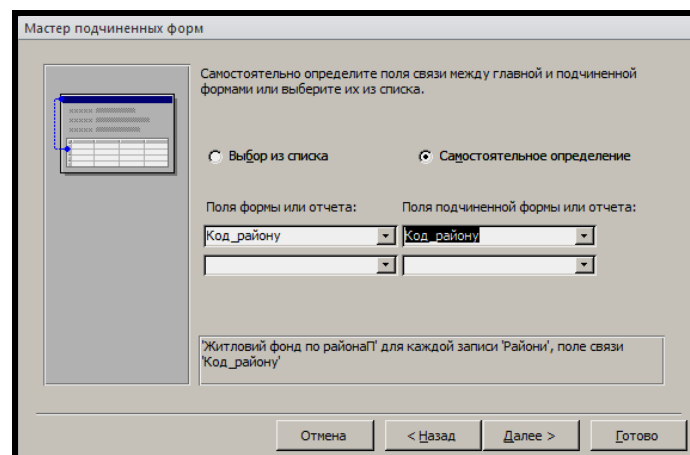 Мастер подчиненных форм
Самостоятельно определите поля связи между главной и подчиненной
формами или выберите их из списка.
Выбор из списка
Самостоятельное определение
Поля формы или отчета:
Поля подчиненной формы или отчета:
Код_району
Код_району
'Житловий фонд по районаП' для каждой записи 'Райони', поле связи
'Код_району'
Отмена
< Назад
Далее >
Готово